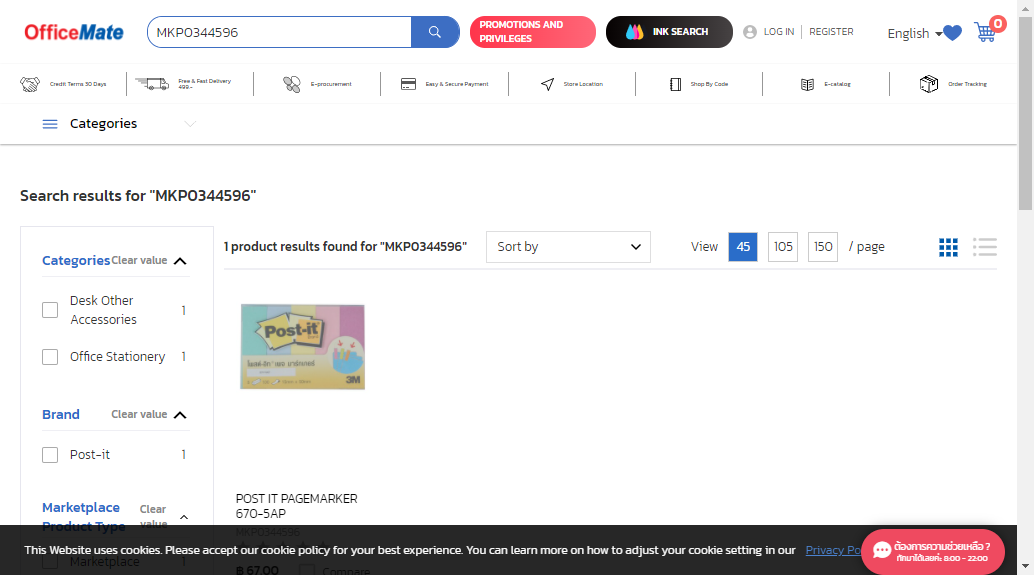 OfficeMate
MKP0344596
PROMOTIONS AND
PRIVILEGES
INK SEARCH
LOG IN
REGISTER
English
0
Credit Terms 30 Days
Free & Fast Delivery
499.-
E-procurement
Easy & Secure Payment
Store Location
Shop By Code
E-catalog
Order Tracking
Categories
Search results for "MKP0344596"
1 product results found for "MKP0344596"
Sort by
View
45
105
150
/ page
Categories
Clear value
Desk Other
Accessories
1
Office Stationery
1
Brand
Clear value
Post-it
1
Marketplace
Product Type
Clear
value
Marketplace
1
Post-it
3M
POST IT PAGEMARKER
670-5AP
MKP0344596
฿ 67.00
Compare
This Website uses cookies. Please accept our cookie policy for your best experience. You can learn more on how to adjust your cookie setting in our
Privacy Po
ต้องการความช่วยเหลือ ?
ทักมาได้เลยค่ะ 8:00 - 22:00